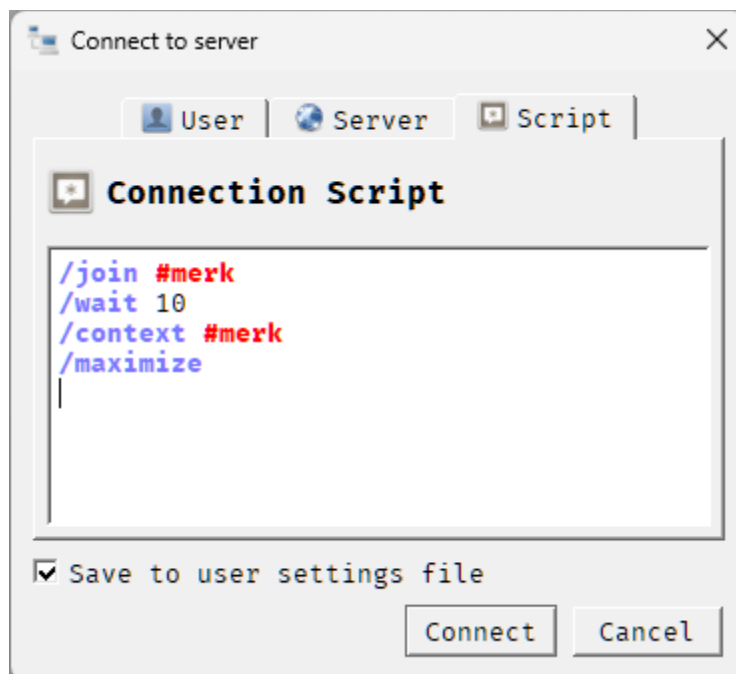 Connect to server
User
Server
Script
Connection Script
/join #merk
/wait 10
/context #merk
/maximize
Save to user settings file
Connect
Cancel